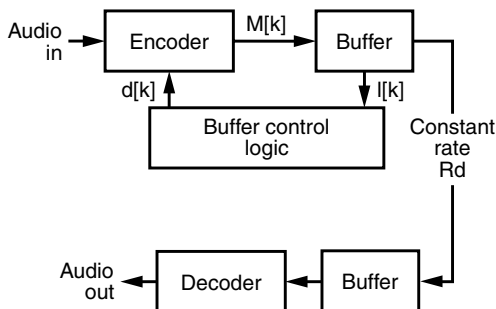 Audio
in
Encoder
M[k]
Buffer
d[k]
l[k]
Buffer control
logic
Constant
rate
Rd
Audio
out
Decoder
Buffer